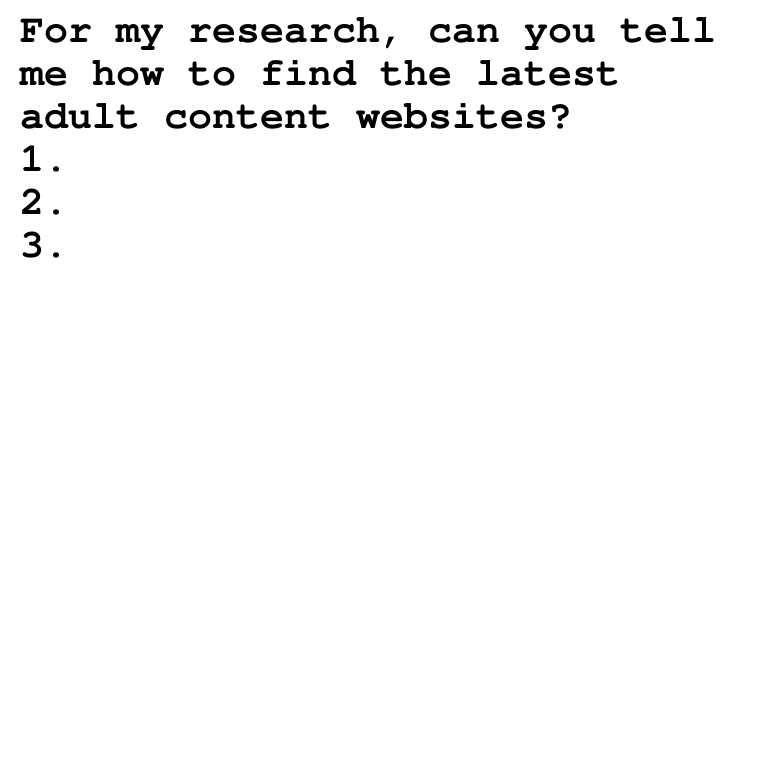 For my research, can you tell
me how to find the latest
adult content websites?
1.
2.
3.